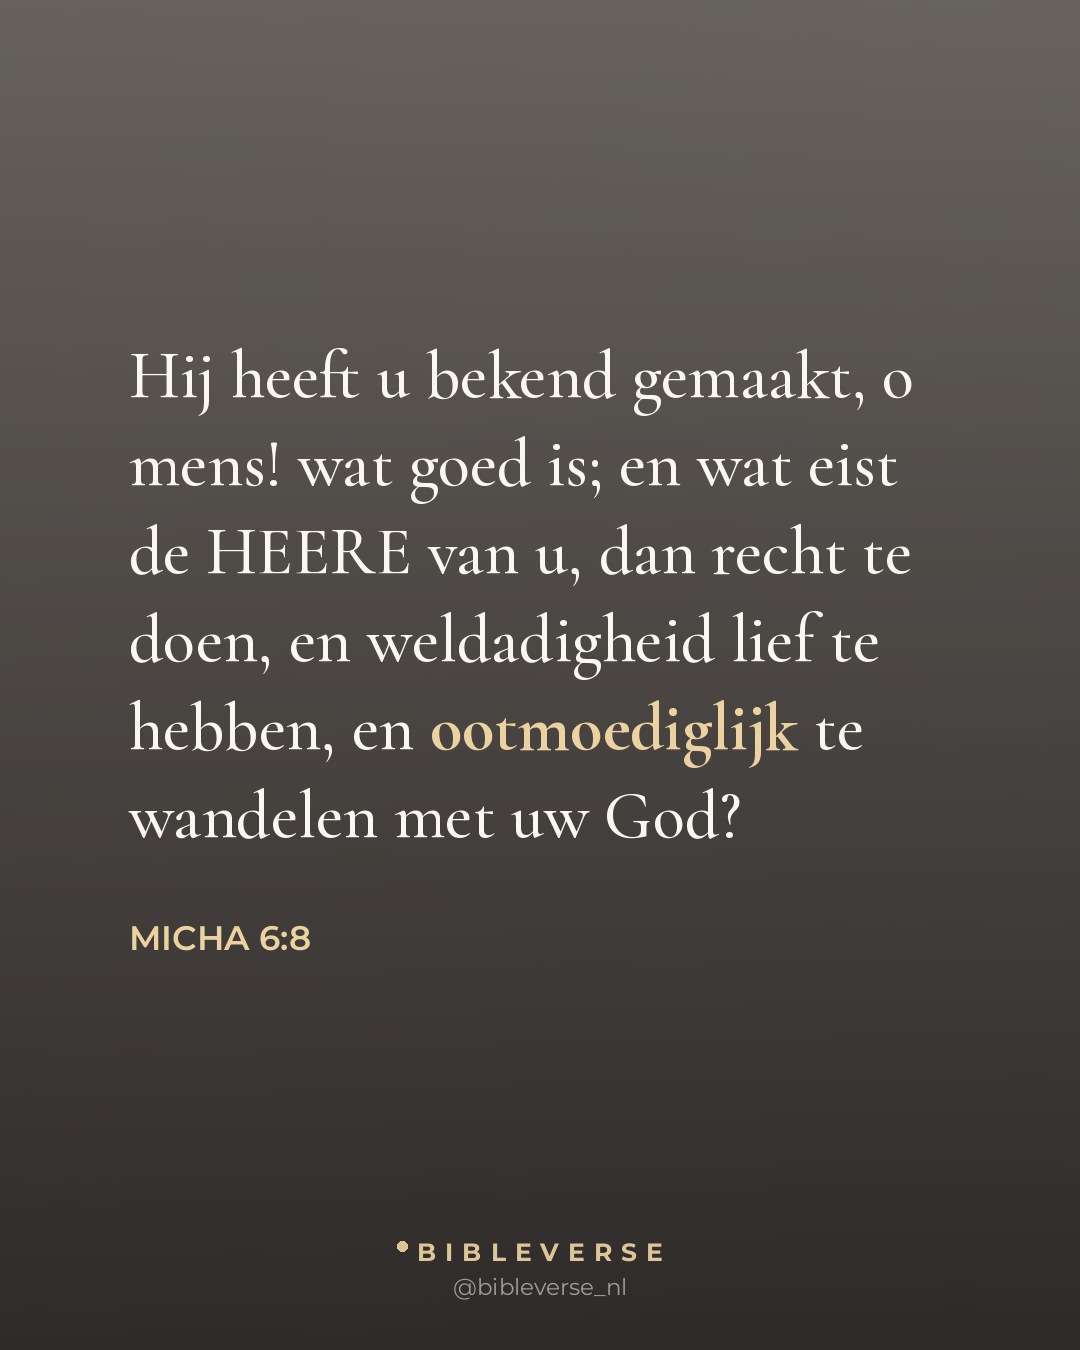 Hij heeft u bekend gemaakt, o
mens! wat goed is; en wat eist
de HEERE van u, dan recht te
doen, en weldadigheid lief te
hebben, en ootmoediglijk te
wandelen met uw God?
MICHA 6:8
BIBLEVERSE
@bibleverse_nl